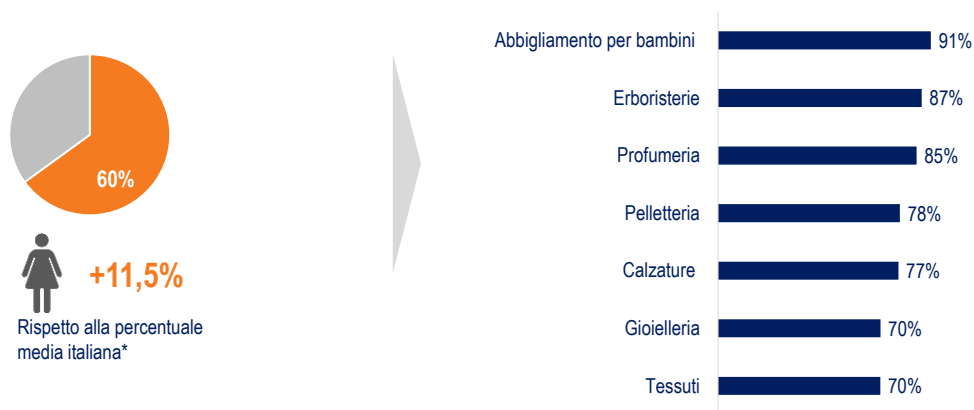 60%
+11,5%
Rispetto alla percentuale
media italiana*
Abbigliamento per bambini 91%
Erboristerie 87%
Profumeria 85%
Pelletteria 78%
Calzature 77%
Gioielleria 70%
Tessuti 70%